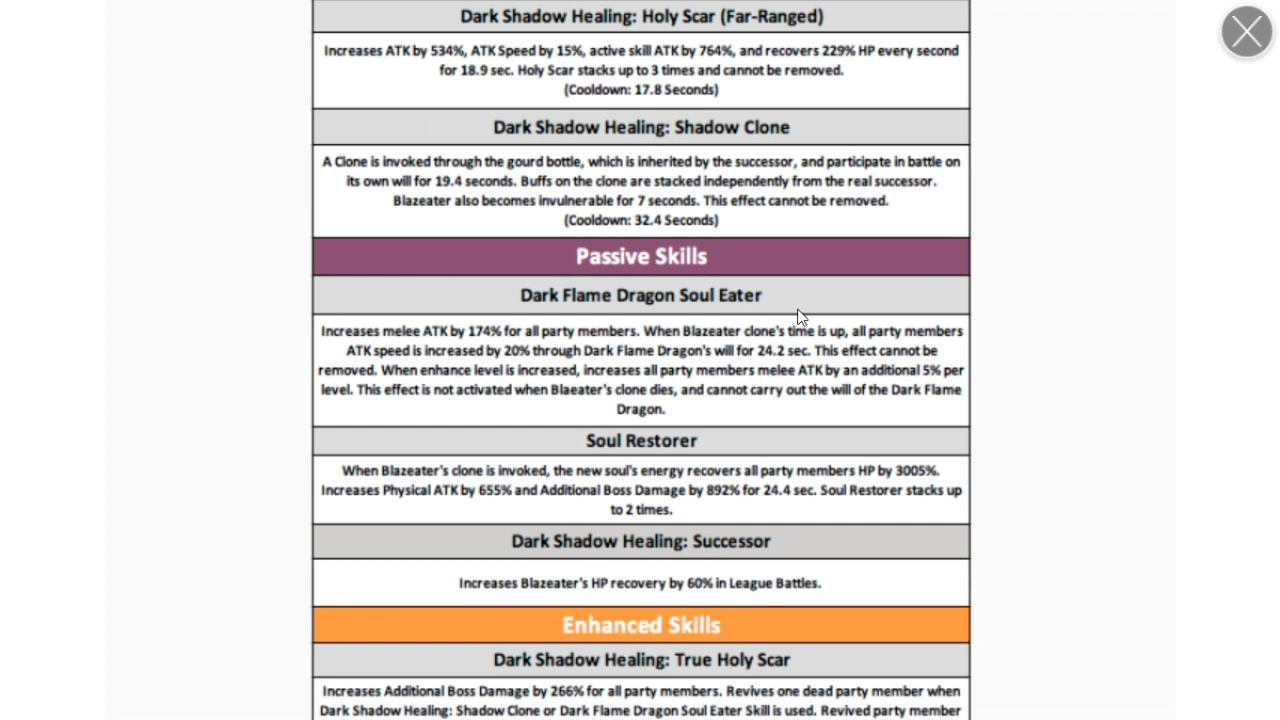 Dark Shadow Healing: Holy Scar (Far-Ranged)
Increases ATK by 534%, ATK Speed by 15%, active skill ATK by 764%, and recovers 229% HP every second
for 18.9 sec. Holy Scar stacks up to 3 times and cannot be removed.
(Cooldown: 17.8 Seconds)
Dark Shadow Healing: Shadow Clone
A Clone is invoked through the gourd bottle, which is inherited by the successor, and participate in battle on
its own will for 19.4 seconds. Buffs on the clone are stacked independently from the real successor.
Blazeater also becomes invulnerable for 7 seconds. This effect cannot be removed.
(Cooldown: 32.4 Seconds)
Passive Skills
Dark Flame Dragon Soul Eater
Increases melee ATK by 174% for all party members. When Blazeater clone's time is up, all party members
ATK speed is increased by 20% through Dark Flame Dragon's will for 24.2 sec. This effect cannot be
removed. When enhance level is increased, increases all party members melee ATK by an additional 5% per
level. This effect is not activated when Blaeater's clone dies, and cannot carry out the will of the Dark Flame
Dragon.
Soul Restorer
When Blazeater's clone is invoked, the new soul's energy recovers all party members HP by 3005%.
Increases Physical ATK by 655% and Additional Boss Damage by 892% for 24.4 sec. Soul Restorer stacks up
to 2 times.
Dark Shadow Healing: Successor
Increases Blazeater's HP recovery by 60% in League Battles.
Enhanced Skills
Dark Shadow Healing: True Holy Scar
Increases Additional Boss Damage by 266% for all party members. Revives one dead party member when
Dark Shadow Healing: Shadow Clone or Dark Flame Dragon Soul Eater Skill is used. Revived party member